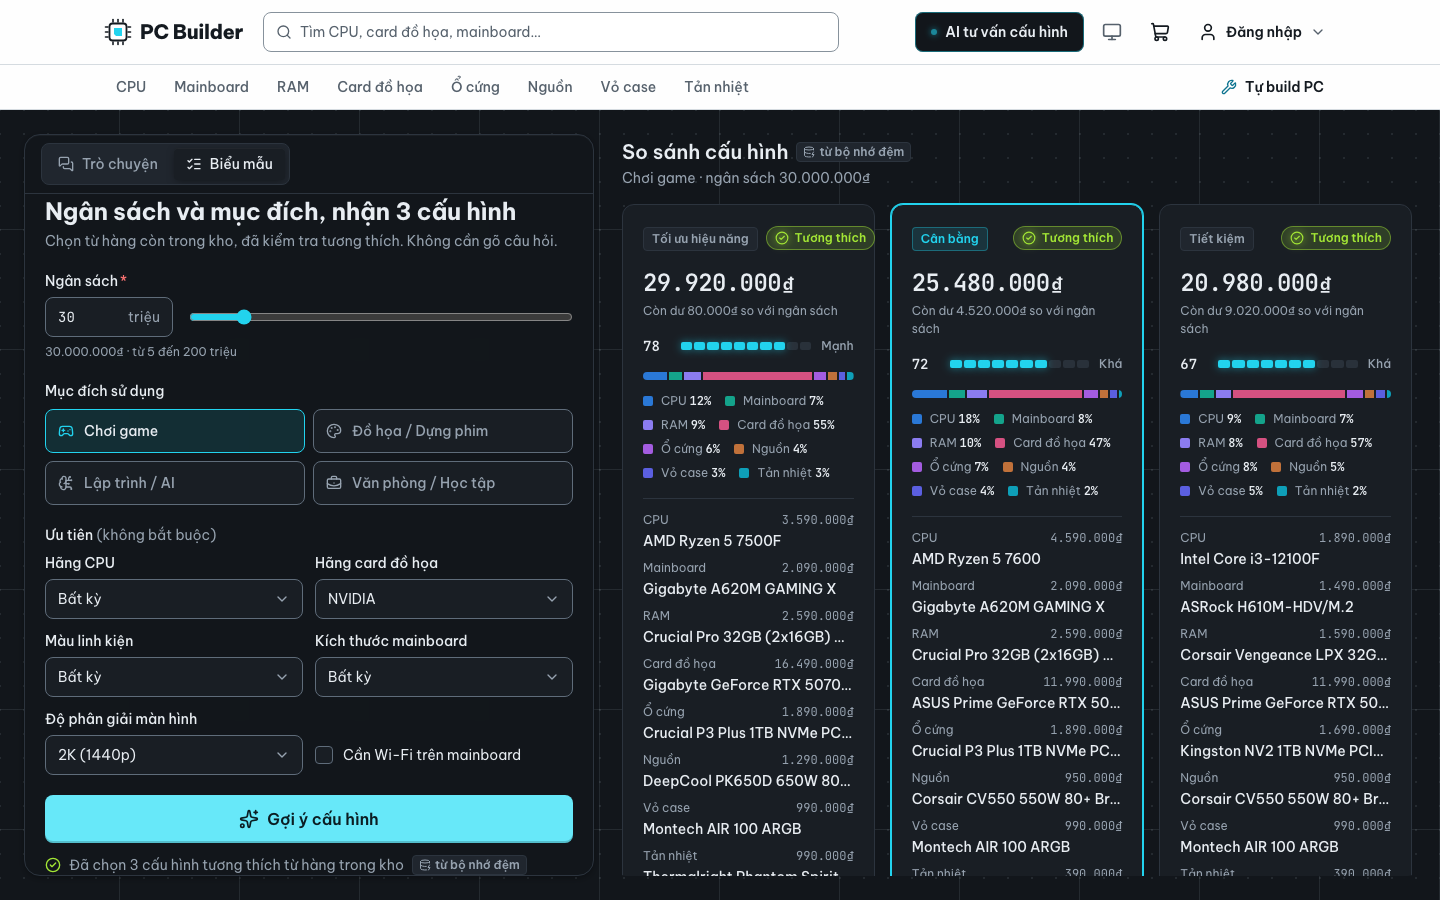 PC Builder
Tìm CPU, card đồ họa, mainboard...
AI tư vấn cấu hình
Đăng nhập
CPU Mainboard RAM Card đồ họa Ổ cứng Nguồn Vỏ case Tản nhiệt
Tự build PC
Trò chuyện Biểu mẫu
Ngân sách và mục đích, nhận 3 cấu hình
Chọn từ hàng còn trong kho, đã kiểm tra tương thích. Không cần gõ câu hỏi.
Ngân sách*
30 triệu
30.000.000₫ · từ 5 đến 200 triệu
Mục đích sử dụng
Chơi game
Đồ họa / Dựng phim
Lập trình / AI
Văn phòng / Học tập
Ưu tiên (không bắt buộc)
Hãng CPU
Hãng card đồ họa
Bất kỳ
NVIDIA
Màu linh kiện
Kích thước mainboard
Bất kỳ
Bất kỳ
Độ phân giải màn hình
2K (1440p)
Cần Wi-Fi trên mainboard
Gợi ý cấu hình
Đã chọn 3 cấu hình tương thích từ hàng trong kho từ bộ nhớ đệm
So sánh cấu hình từ bộ nhớ đệm
Chơi game · ngân sách 30.000.000₫
Tối ưu hiệu năng Tương thích
29.920.000₫
Còn dư 80.000₫ so với ngân sách
78 Mạnh
CPU 12% Mainboard 7%
RAM 9% Card đồ họa 55%
Ổ cứng 6% Nguồn 4%
Vỏ case 3% Tản nhiệt 3%
CPU 3.590.000₫
AMD Ryzen 5 7500F
Mainboard 2.090.000₫
Gigabyte A620M GAMING X
RAM 2.590.000₫
Crucial Pro 32GB (2x16GB) ...
Card đồ họa 16.490.000₫
Gigabyte GeForce RTX 5070...
Ổ cứng 1.890.000₫
Crucial P3 Plus 1TB NVMe PC...
Nguồn 1.290.000₫
DeepCool PK650D 650W 80...
Vỏ case 990.000₫
Montech AIR 100 ARGB
Tản nhiệt 990.000₫
Thermalright Phantom Spirit
Cân bằng Tương thích
25.480.000₫
Còn dư 4.520.000₫ so với ngân
sách
72 Khá
CPU 18% Mainboard 8%
RAM 10% Card đồ họa 47%
Ổ cứng 7% Nguồn 4%
Vỏ case 4% Tản nhiệt 2%
CPU 4.590.000₫
AMD Ryzen 5 7600
Mainboard 2.090.000₫
Gigabyte A620M GAMING X
RAM 2.590.000₫
Crucial Pro 32GB (2x16GB) ...
Card đồ họa 11.990.000₫
ASUS Prime GeForce RTX 50...
Ổ cứng 1.890.000₫
Crucial P3 Plus 1TB NVMe PC...
Nguồn 950.000₫
Corsair CV550 550W 80+ Br...
Vỏ case 990.000₫
Montech AIR 100 ARGB
Tản nhiệt 390.000₫
Tiết kiệm Tương thích
20.980.000₫
Còn dư 9.020.000₫ so với ngân
sách
67 Khá
CPU 9% Mainboard 7%
RAM 8% Card đồ họa 57%
Ổ cứng 8% Nguồn 5%
Vỏ case 5% Tản nhiệt 2%
CPU 1.890.000₫
Intel Core i3-12100F
Mainboard 1.490.000₫
ASRock H610M-HDV/M.2
RAM 1.590.000₫
Corsair Vengeance LPX 32G...
Card đồ họa 11.990.000₫
ASUS Prime GeForce RTX 50...
Ổ cứng 1.690.000₫
Kingston NV2 1TB NVMe PCI...
Nguồn 950.000₫
Corsair CV550 550W 80+ Br...
Vỏ case 990.000₫
Montech AIR 100 ARGB
Tản nhiệt 390.000₫